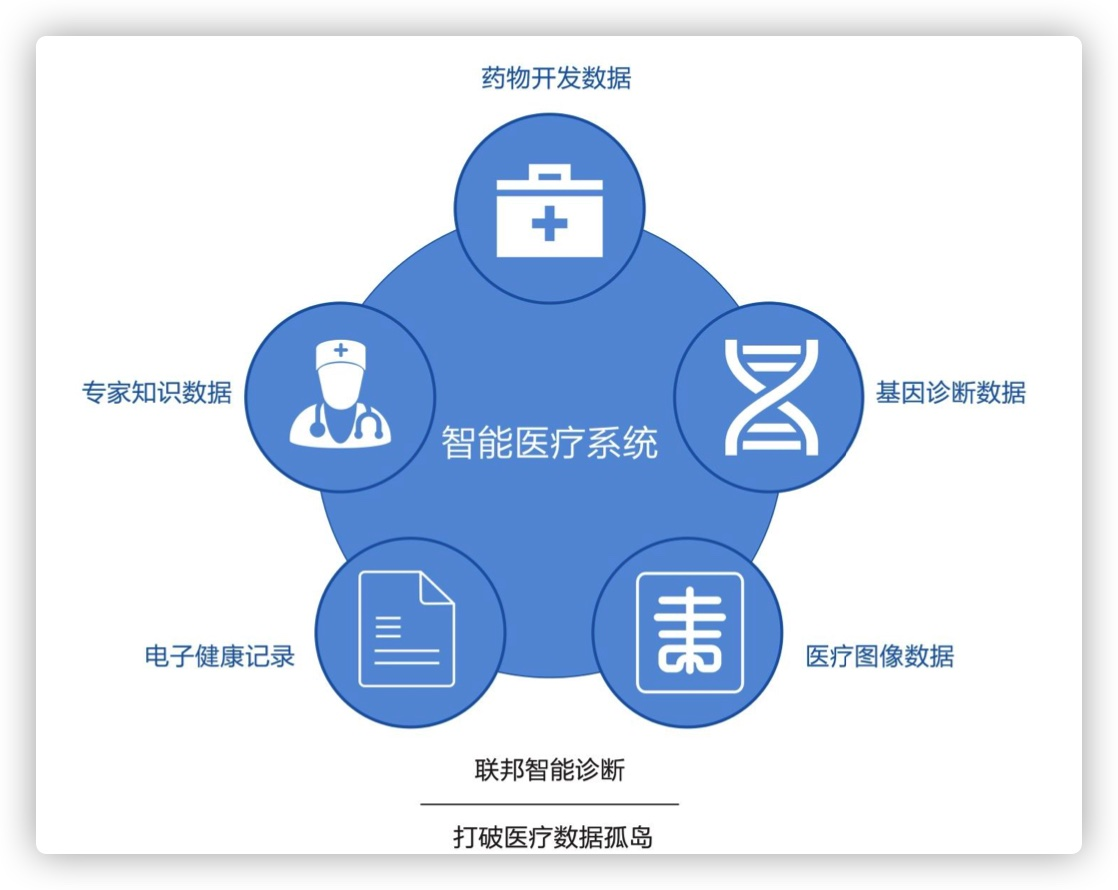 药物开发数据
专家知识数据
基因诊断数据
智能医疗系统
电子健康记录
医疗图像数据
联邦智能诊断
打破医疗数据孤岛